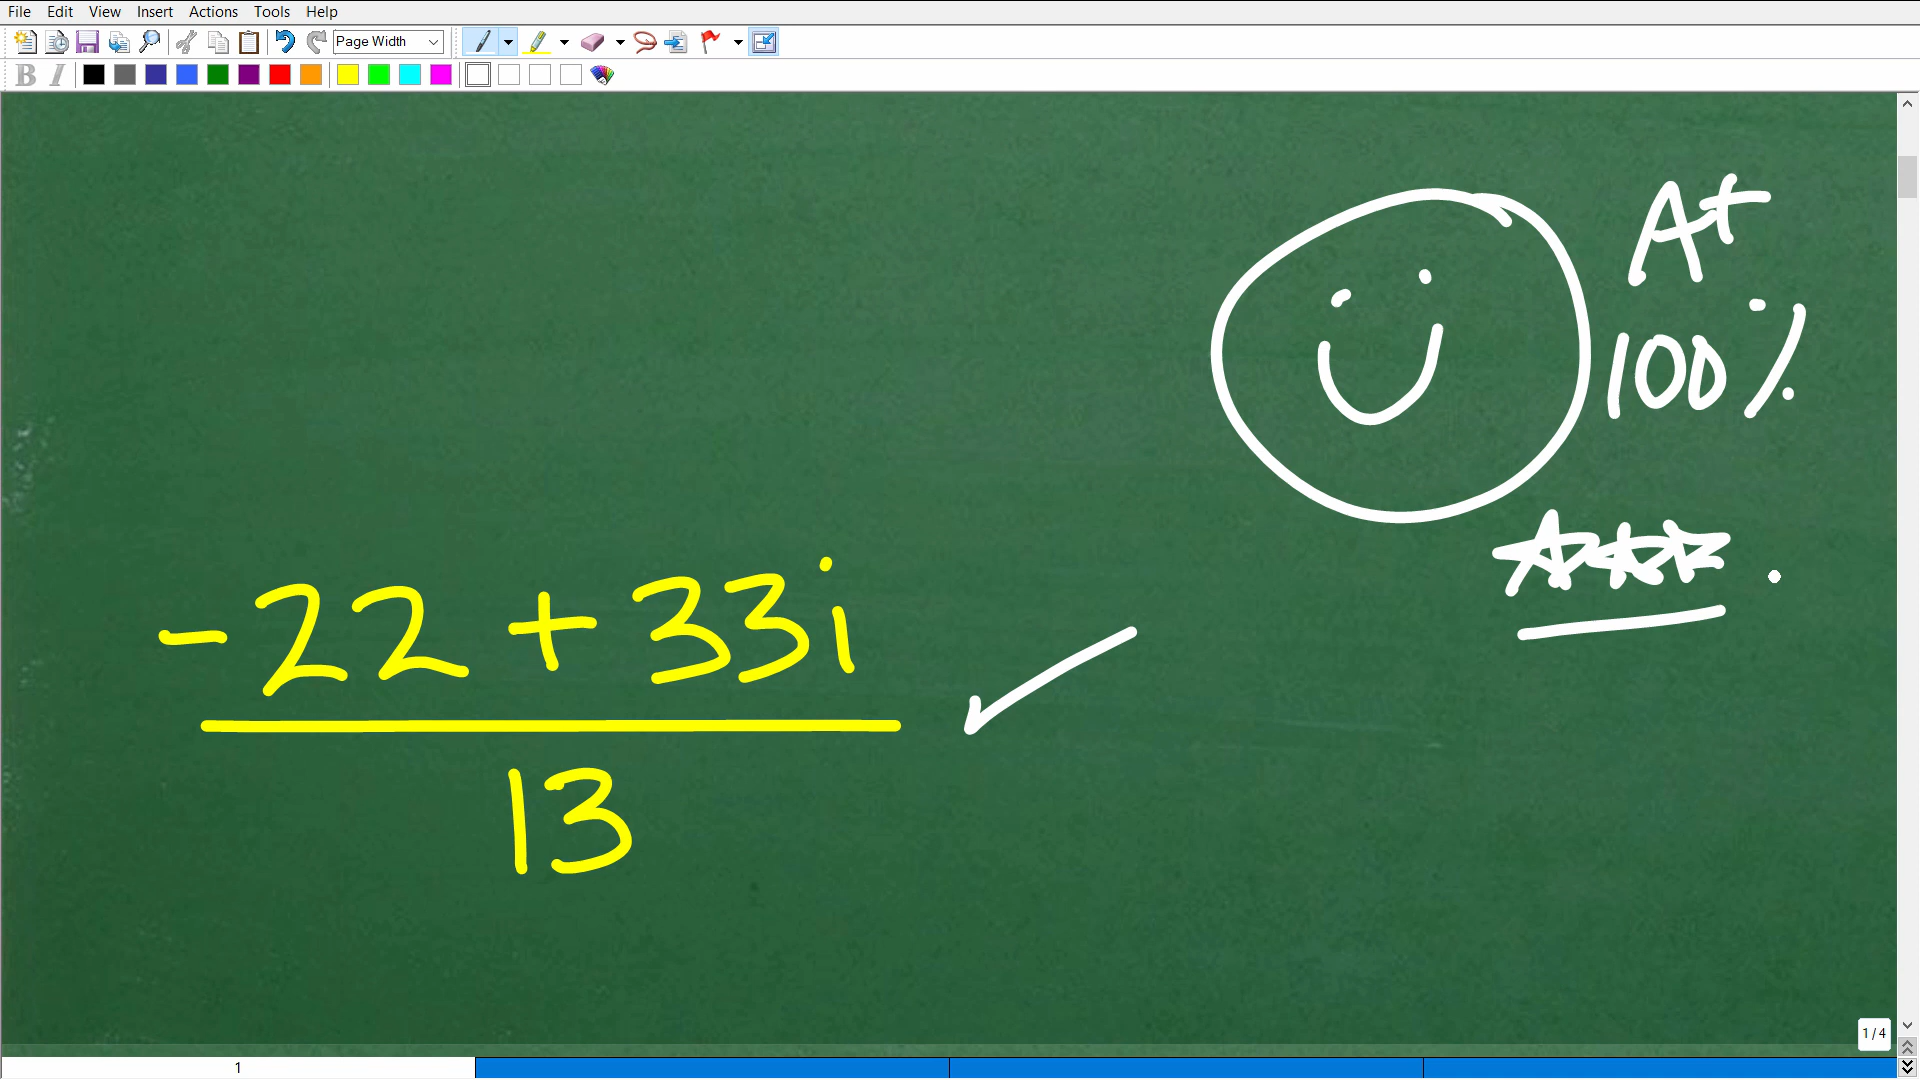 File Edit View Insert Actions Tools Help
Page Width
B I
A+
100%
-22 + 33i
13
1 / 4
1